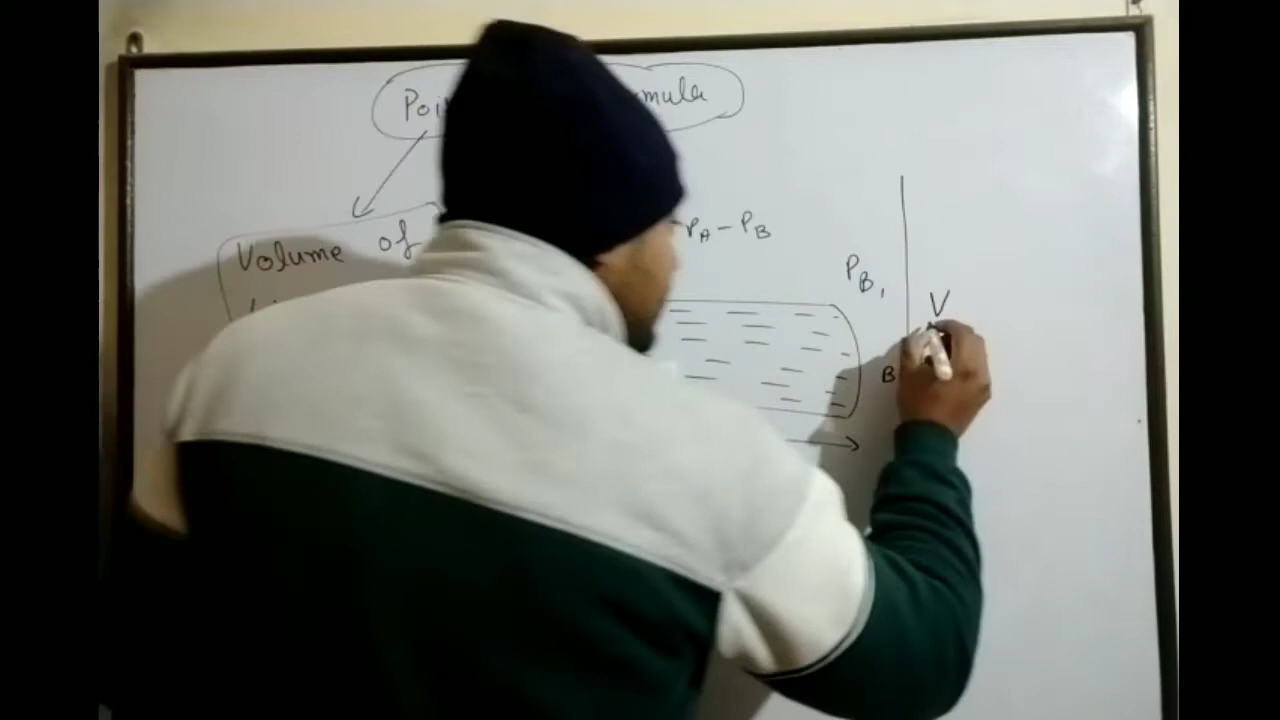 Poi mula
Volume of
PA - PB
PB,
V
B